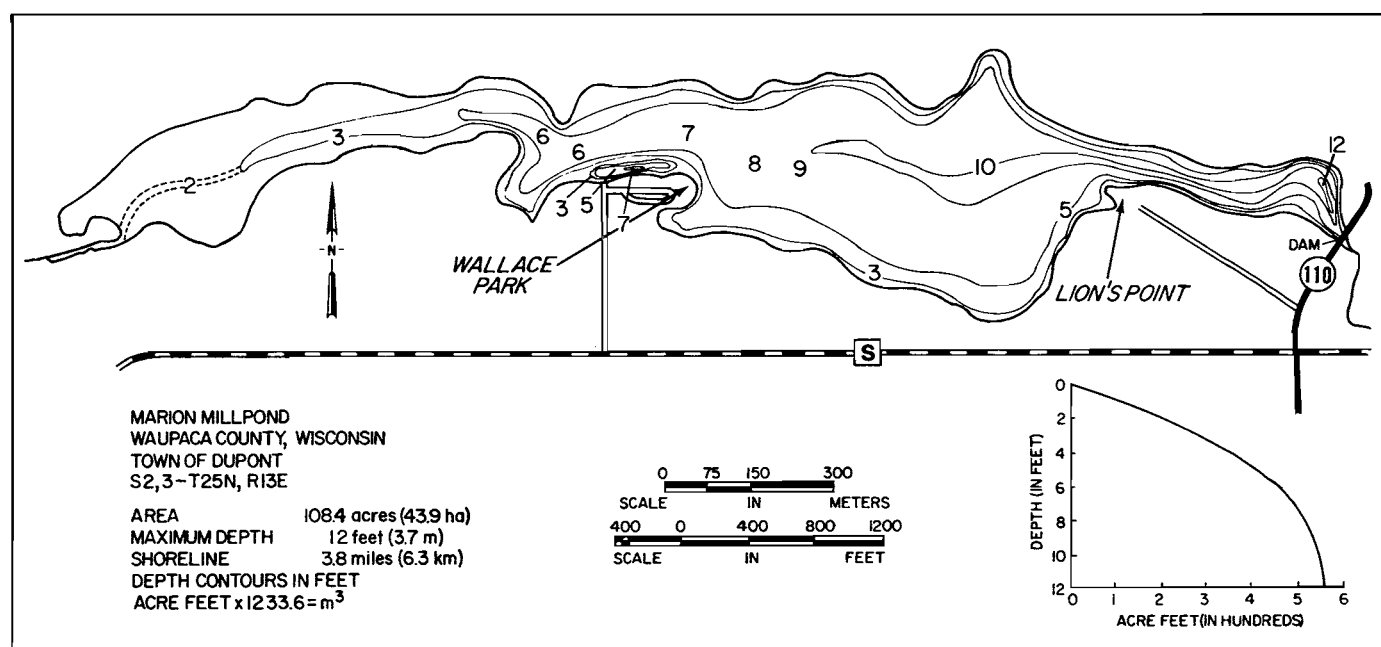 12
6
7
3
6
8
9
10
2
5
3
5
7
-N-
WALLACE
PARK
3
LION'S POINT
DAM
110
S
MARION MILLPOND
WAUPACA COUNTY, WISCONSIN
TOWN OF DUPONT
S2,3-T25N, R13E
AREA 108.4 acres (43.9 ha)
MAXIMUM DEPTH 12 feet (3.7 m)
SHORELINE 3.8 miles (6.3 km)
DEPTH CONTOURS IN FEET
ACRE FEET x 1233.6 = m³
0 75 150 300
SCALE IN METERS
400 0 400 800 1200
SCALE IN FEET
DEPTH (IN FEET)
0
2
4
6
8
10
12
0 1 2 3 4 5 6
ACRE FEET (IN HUNDREDS)